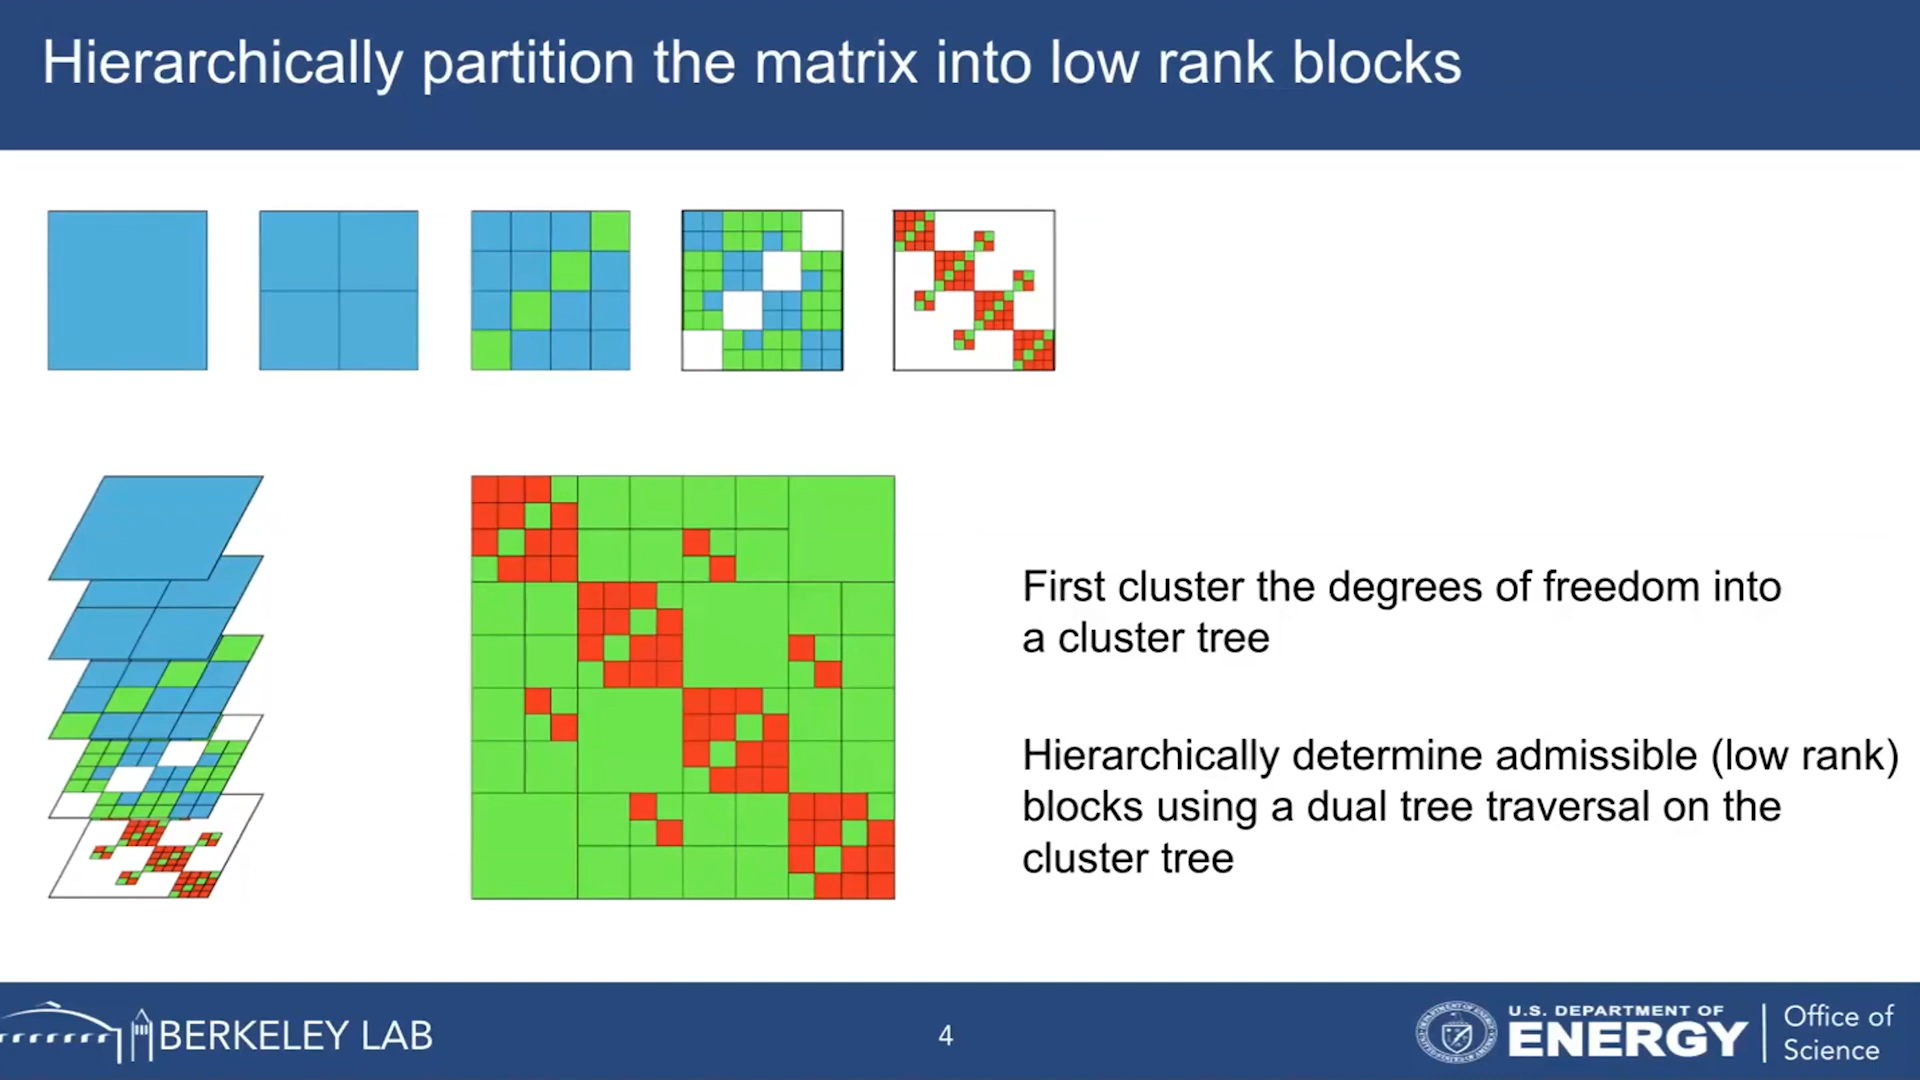 Hierarchically partition the matrix into low rank blocks
First cluster the degrees of freedom into
a cluster tree
Hierarchically determine admissible (low rank)
blocks using a dual tree traversal on the
cluster tree
BERKELEY LAB
4
U.S. DEPARTMENT OF
ENERGY
Office of
Science